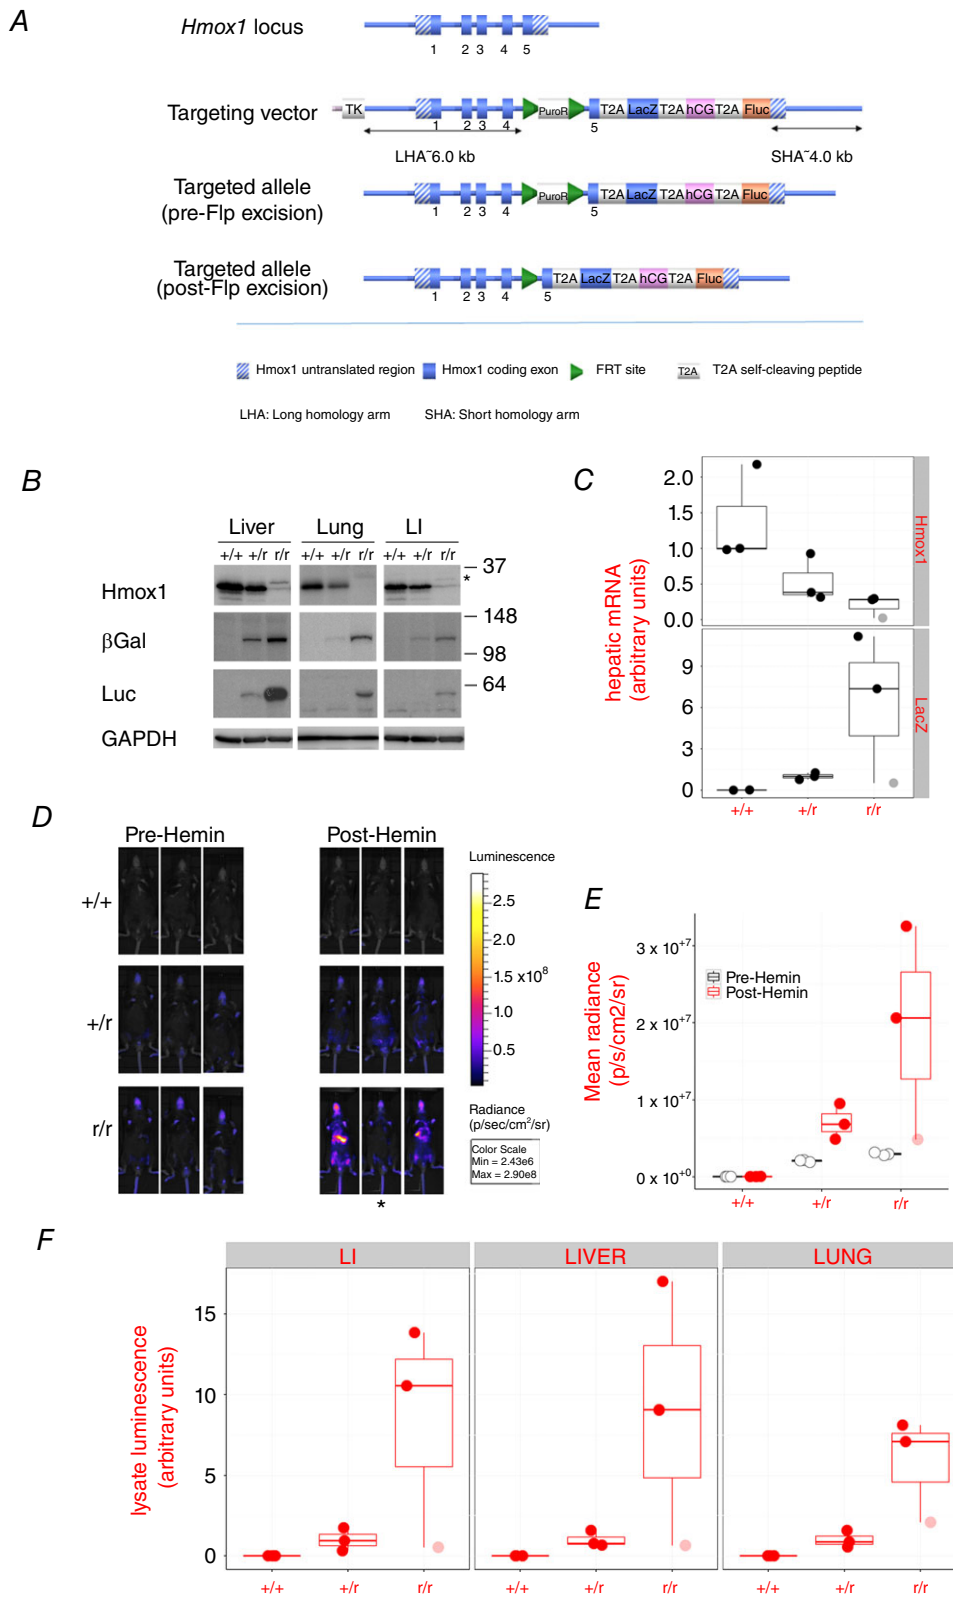 A
Hmox1 locus
1 2 3 4 5
Targeting vector
TK PuroR T2A LacZ T2A hCG T2A Fluc
1 2 3 4 5
LHA~6.0 kb SHA~4.0 kb
Targeted allele
(pre-Flp excision)
PuroR T2A LacZ T2A hCG T2A Fluc
1 2 3 4 5
Targeted allele
(post-Flp excision)
T2A LacZ T2A hCG T2A Fluc
1 2 3 4 5
Hmox1 untranslated region Hmox1 coding exon FRT site T2A T2A self-cleaving peptide
LHA: Long homology arm SHA: Short homology arm
B
Liver Lung LI
+/+ +/r r/r +/+ +/r r/r +/+ +/r r/r
37
*
Hmox1
148
βGal
98
64
Luc
GAPDH
C
hepatic mRNA
(arbitrary units)
2.0
1.5
1.0
0.5
0.0
Hmox1
9
6
3
0
LacZ
+/+ +/r r/r
D
Pre-Hemin Post-Hemin
+/+
+/r
r/r
*
Luminescence
2.5
2.0
1.5 x10⁸
1.0
0.5
Radiance
(p/sec/cm²/sr)
Color Scale
Min = 2.43e6
Max = 2.90e8
E
Mean radiance
(p/s/cm2/sr)
3 x 10⁺⁷
2 x 10⁺⁷
1 x 10⁺⁷
0 x 10⁺⁰
Pre-Hemin
Post-Hemin
+/+ +/r r/r
F
LI LIVER LUNG
lysate luminescence
(arbitrary units)
15
10
5
0
+/+ +/r r/r +/+ +/r r/r +/+ +/r r/r